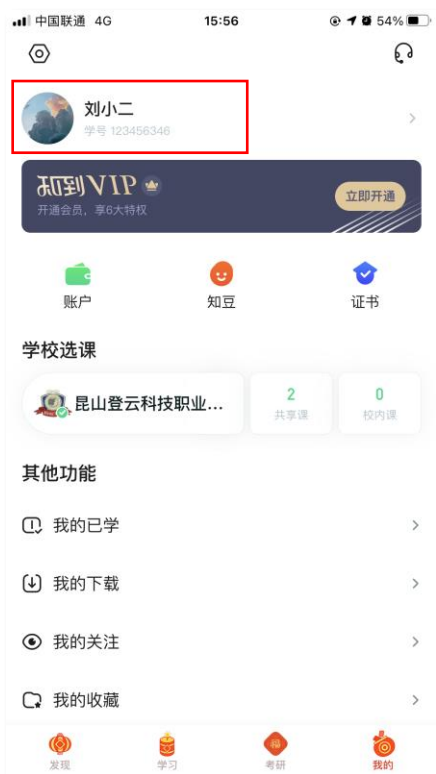 中国联通 4G 15:56 54%
刘小二
学号 123456346
知到VIP
开通会员，享6大特权
立即开通
账户 知豆 证书
学校选课
昆山登云科技职业... 2 0
共享课 校内课
其他功能
我的已学
我的下载
我的关注
我的收藏
发现 学习 考研 我的